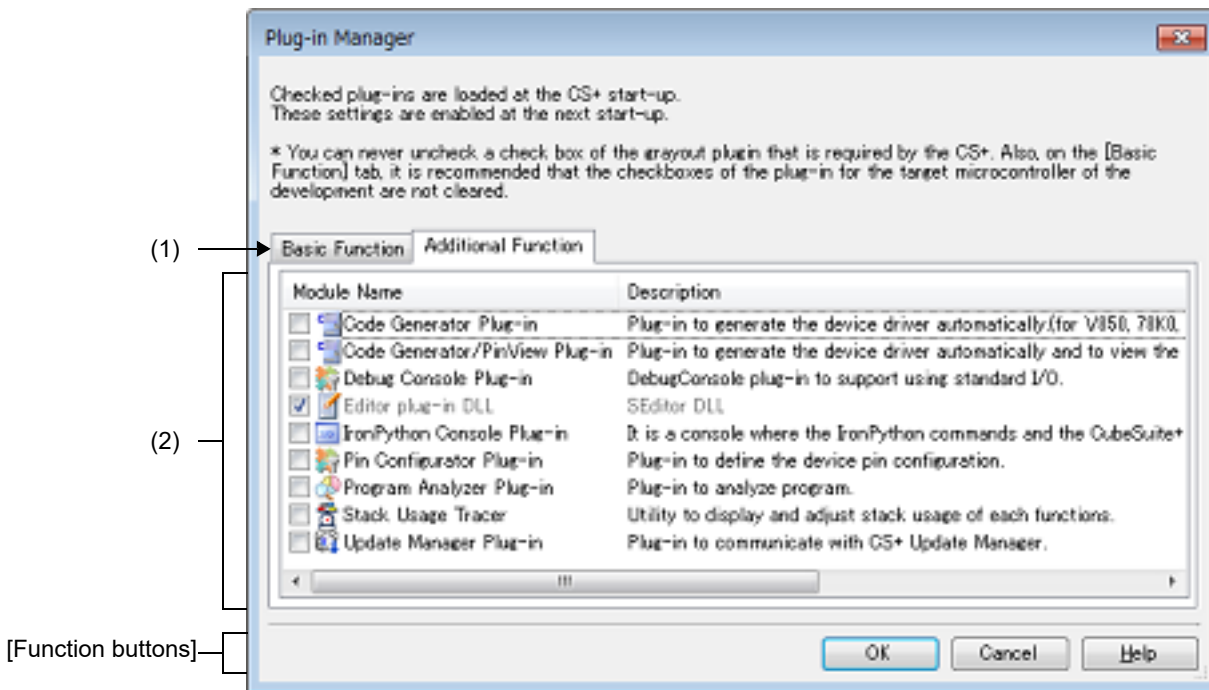 Plug-in Manager
Checked plug-ins are loaded at the CS+ start-up.
These settings are enabled at the next start-up.
* You can never uncheck a check box of the grayout plugin that is required by the CS+. Also, on the [Basic
Function] tab, it is recommended that the checkboxes of the plug-in for the target microcontroller of the
development are not cleared.
(1) Basic Function Additional Function
Module Name Description
Code Generator Plug-in Plug-in to generate the device driver automatically.(for V850, 78K0,
Code Generator/PinView Plug-in Plug-in to generate the device driver automatically and to view the
Debug Console Plug-in DebugConsole plug-in to support using standard I/O.
Editor plug-in DLL SEditor DLL
(2) IronPython Console Plug-in It is a console where the IronPython commands and the CubeSuite+
Pin Configurator Plug-in Plug-in to define the device pin configuration.
Program Analyzer Plug-in Plug-in to analyze program.
Stack Usage Tracer Utility to display and adjust stack usage of each functions.
Update Manager Plug-in Plug-in to communicate with CS+ Update Manager.
[Function buttons] OK Cancel Help